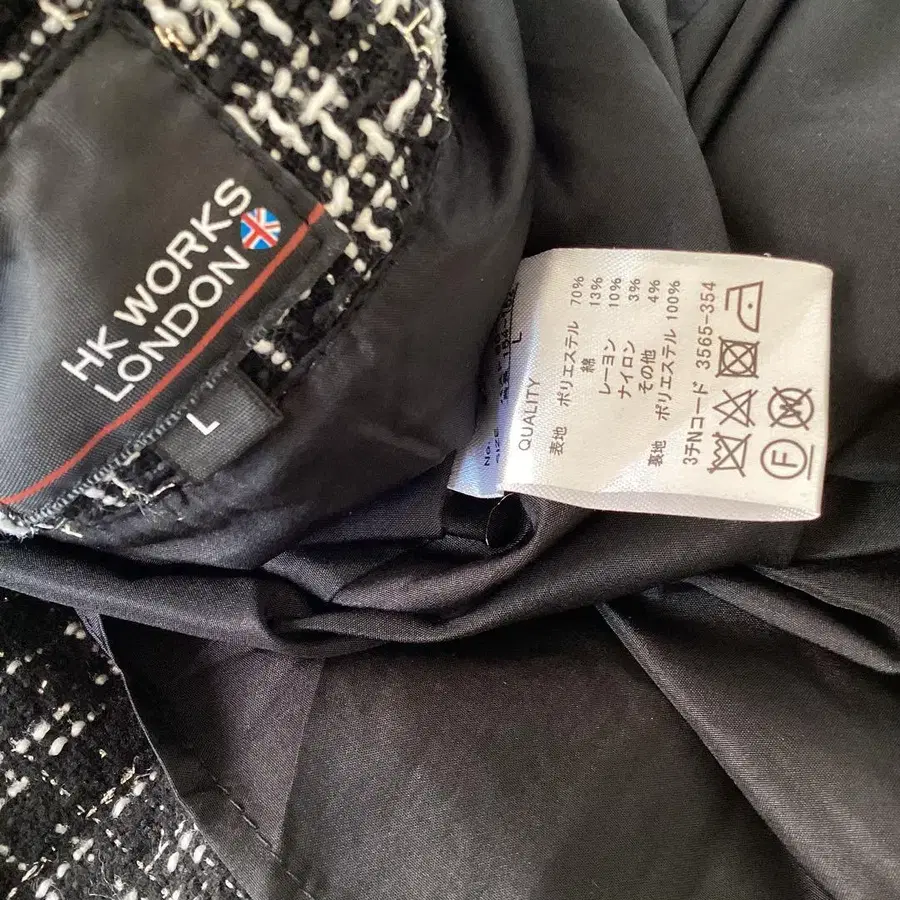 HK WORKS
LONDON
L
No.
SIZE
L
QUALITY
表地 ポリエステル 70%
綿 13%
レーヨン 10%
ナイロン 3%
その他 4%
裏地 ポリエステル 100%
3テNコード 3565-354
F
W